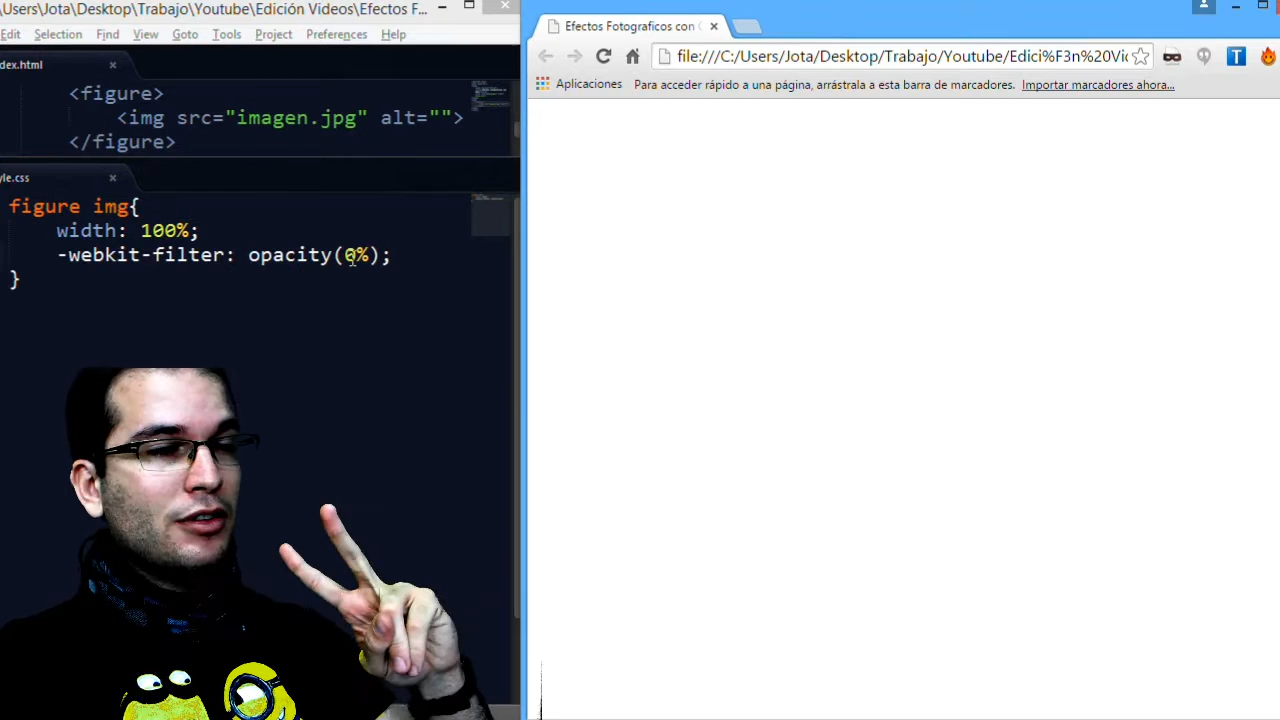 \Users\Jota\Desktop\Trabajo\Youtube\Edición Videos\Efectos F...
Edit Selection Find View Goto Tools Project Preferences Help
dex.html
<figure>
<img src="imagen.jpg" alt="">
</figure>
yle.css
figure img{
width: 100%;
-webkit-filter: opacity(0%);
}
Efectos Fotograficos con
file:///C:/Users/Jota/Desktop/Trabajo/Youtube/Edici%F3n%20Vic
Aplicaciones Para acceder rápido a una página, arrástrala a esta barra de marcadores. Importar marcadores ahora...